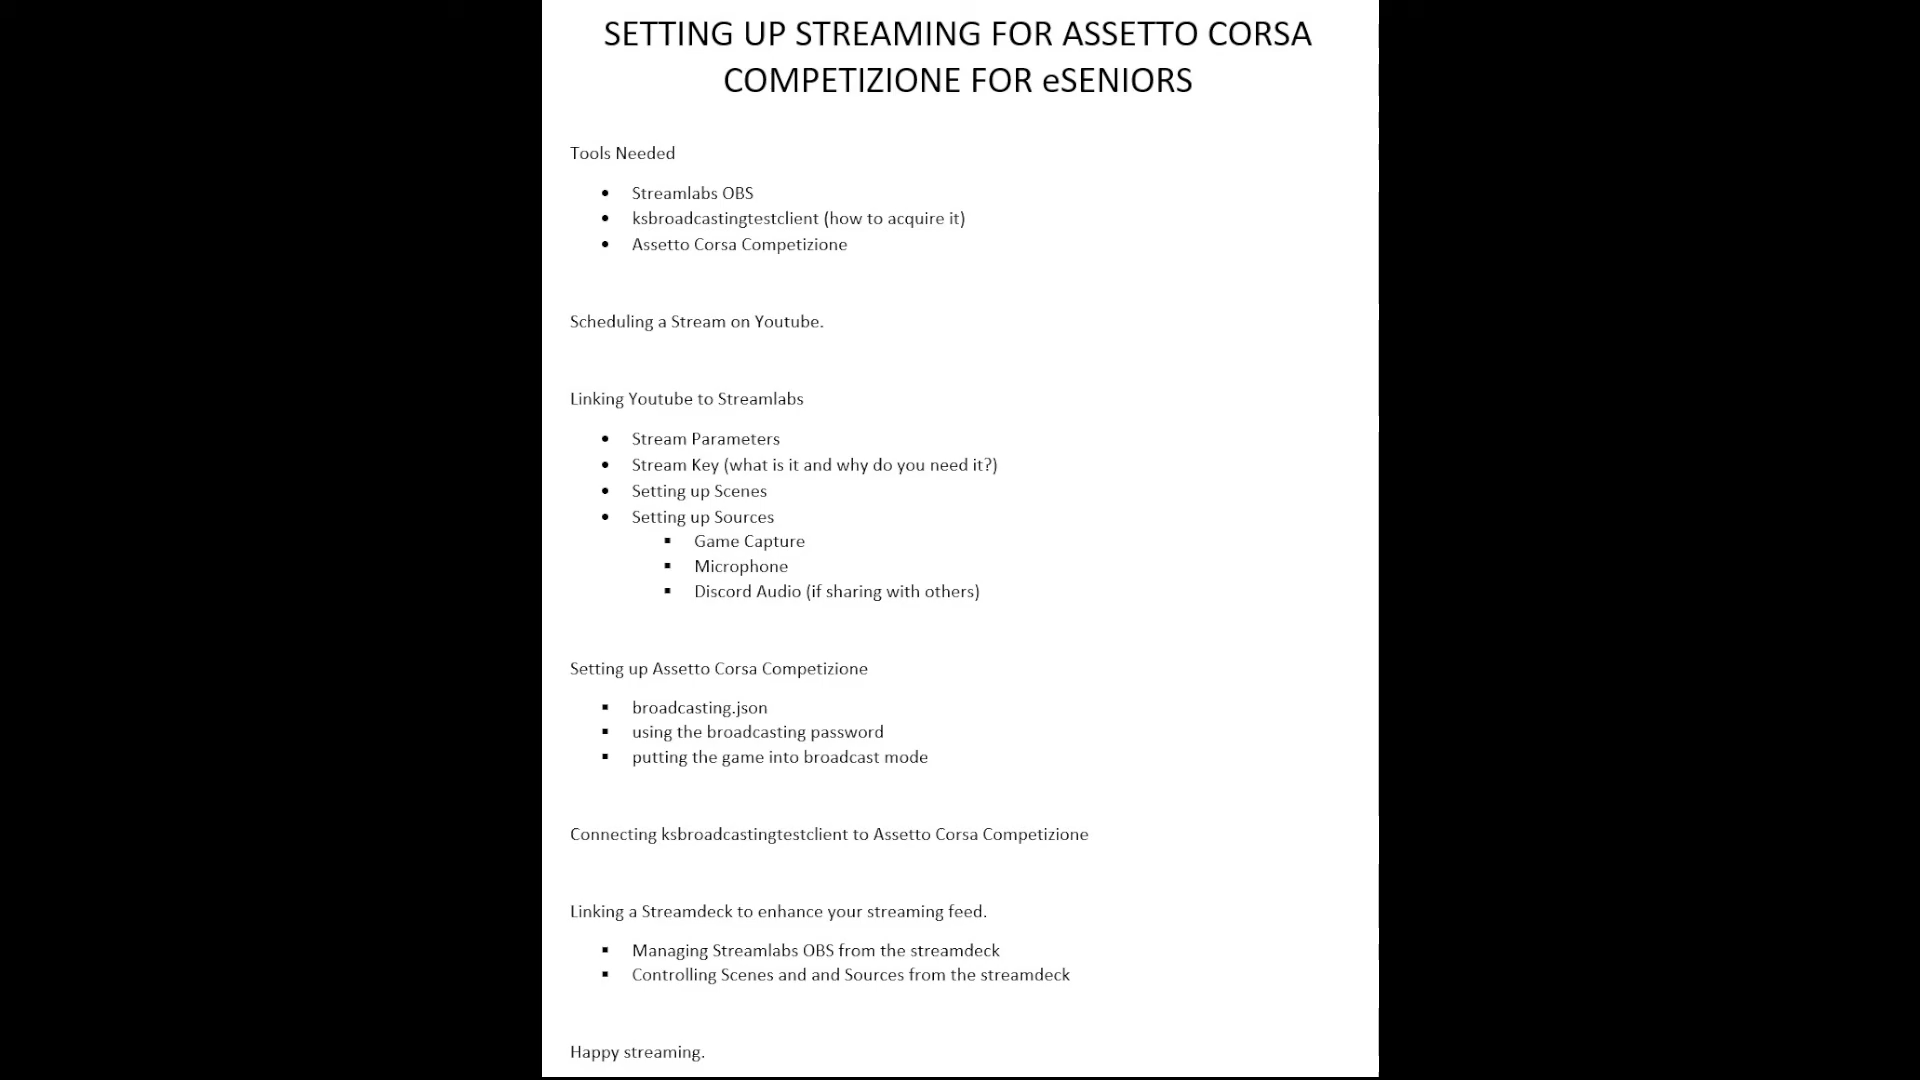 SETTING UP STREAMING FOR ASSETTO CORSA
COMPETIZIONE FOR eSENIORS
Tools Needed
• Streamlabs OBS
• ksbroadcastingtestclient (how to acquire it)
• Assetto Corsa Competizione
Scheduling a Stream on Youtube.
Linking Youtube to Streamlabs
• Stream Parameters
• Stream Key (what is it and why do you need it?)
• Setting up Scenes
• Setting up Sources
▪ Game Capture
▪ Microphone
▪ Discord Audio (if sharing with others)
Setting up Assetto Corsa Competizione
▪ broadcasting.json
▪ using the broadcasting password
▪ putting the game into broadcast mode
Connecting ksbroadcastingtestclient to Assetto Corsa Competizione
Linking a Streamdeck to enhance your streaming feed.
▪ Managing Streamlabs OBS from the streamdeck
▪ Controlling Scenes and and Sources from the streamdeck
Happy streaming.